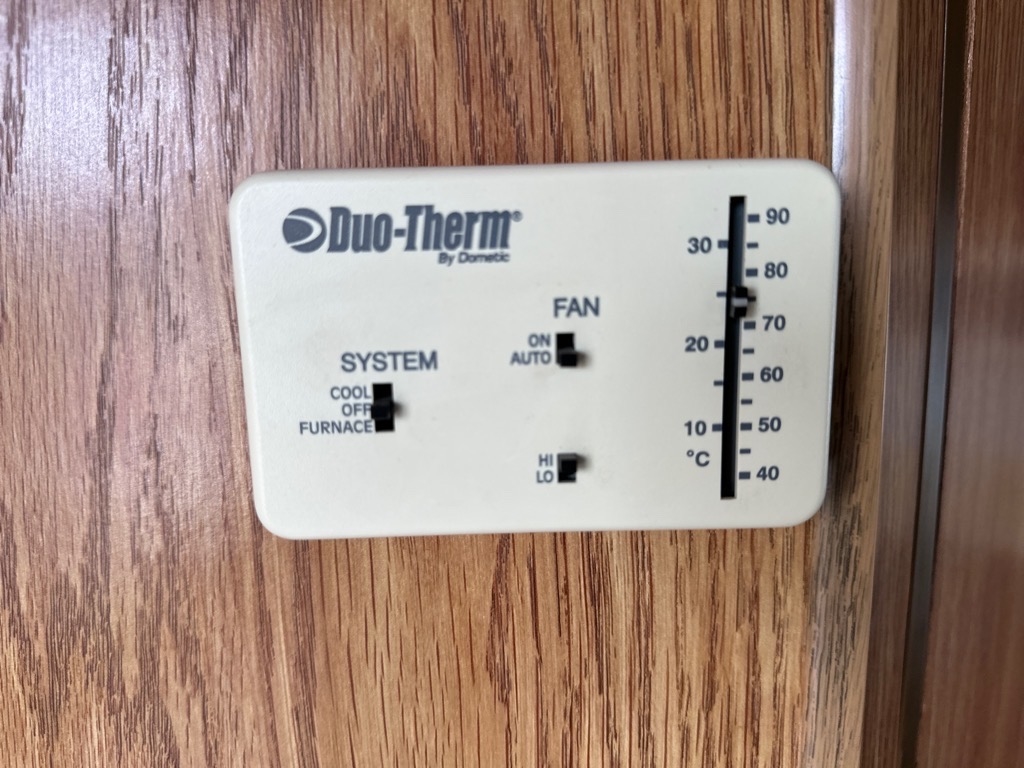 Duo-Therm®
By Dometic
SYSTEM
COOL
OFF
FURNACE
FAN
ON
AUTO
HI
LO
90
30
80
70
20
60
10
50
°C
40